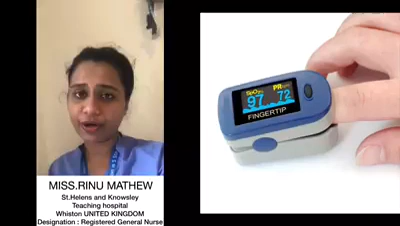 MISS.RINU MATHEW
St.Helens and Knowsley
Teaching hospital
Whiston UNITED KINGDOM
Designation : Registered General Nurse
SpO2% PRbpm
97 72
FINGERTIP